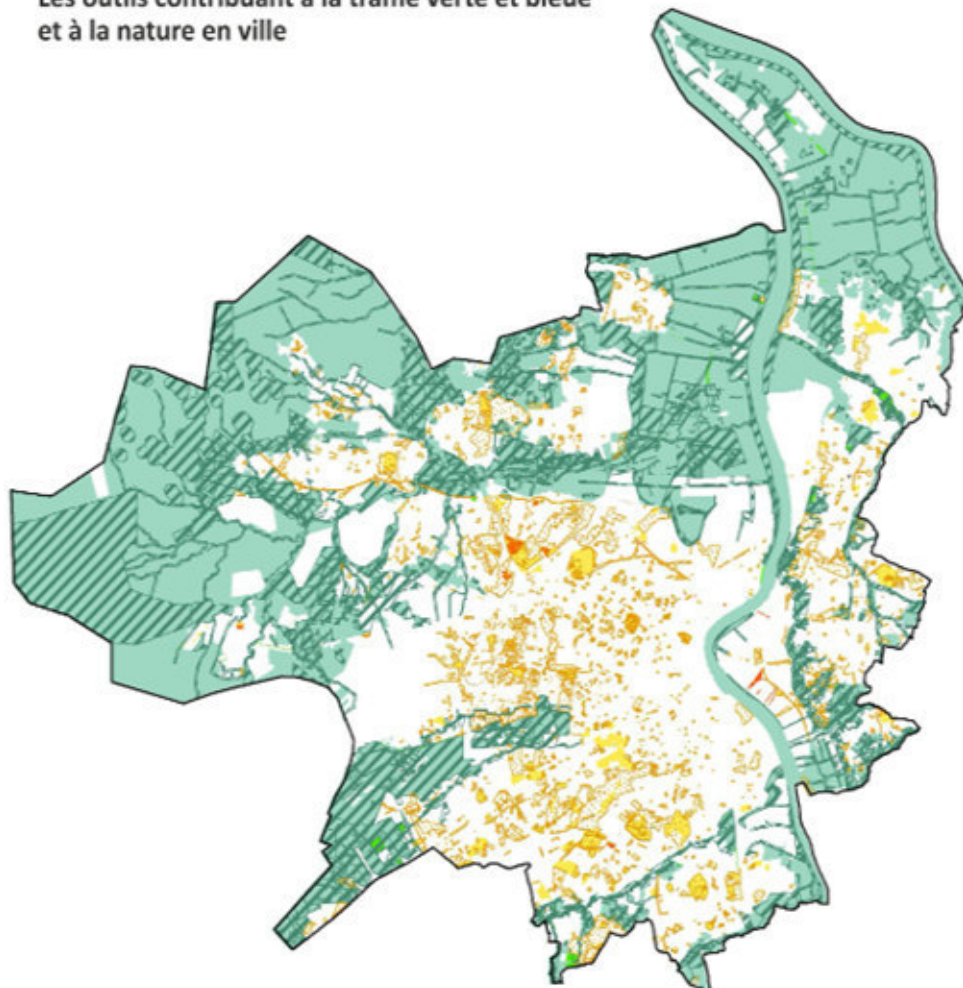 Les outils contribuant à la trame verte et bleue
et à la nature en ville